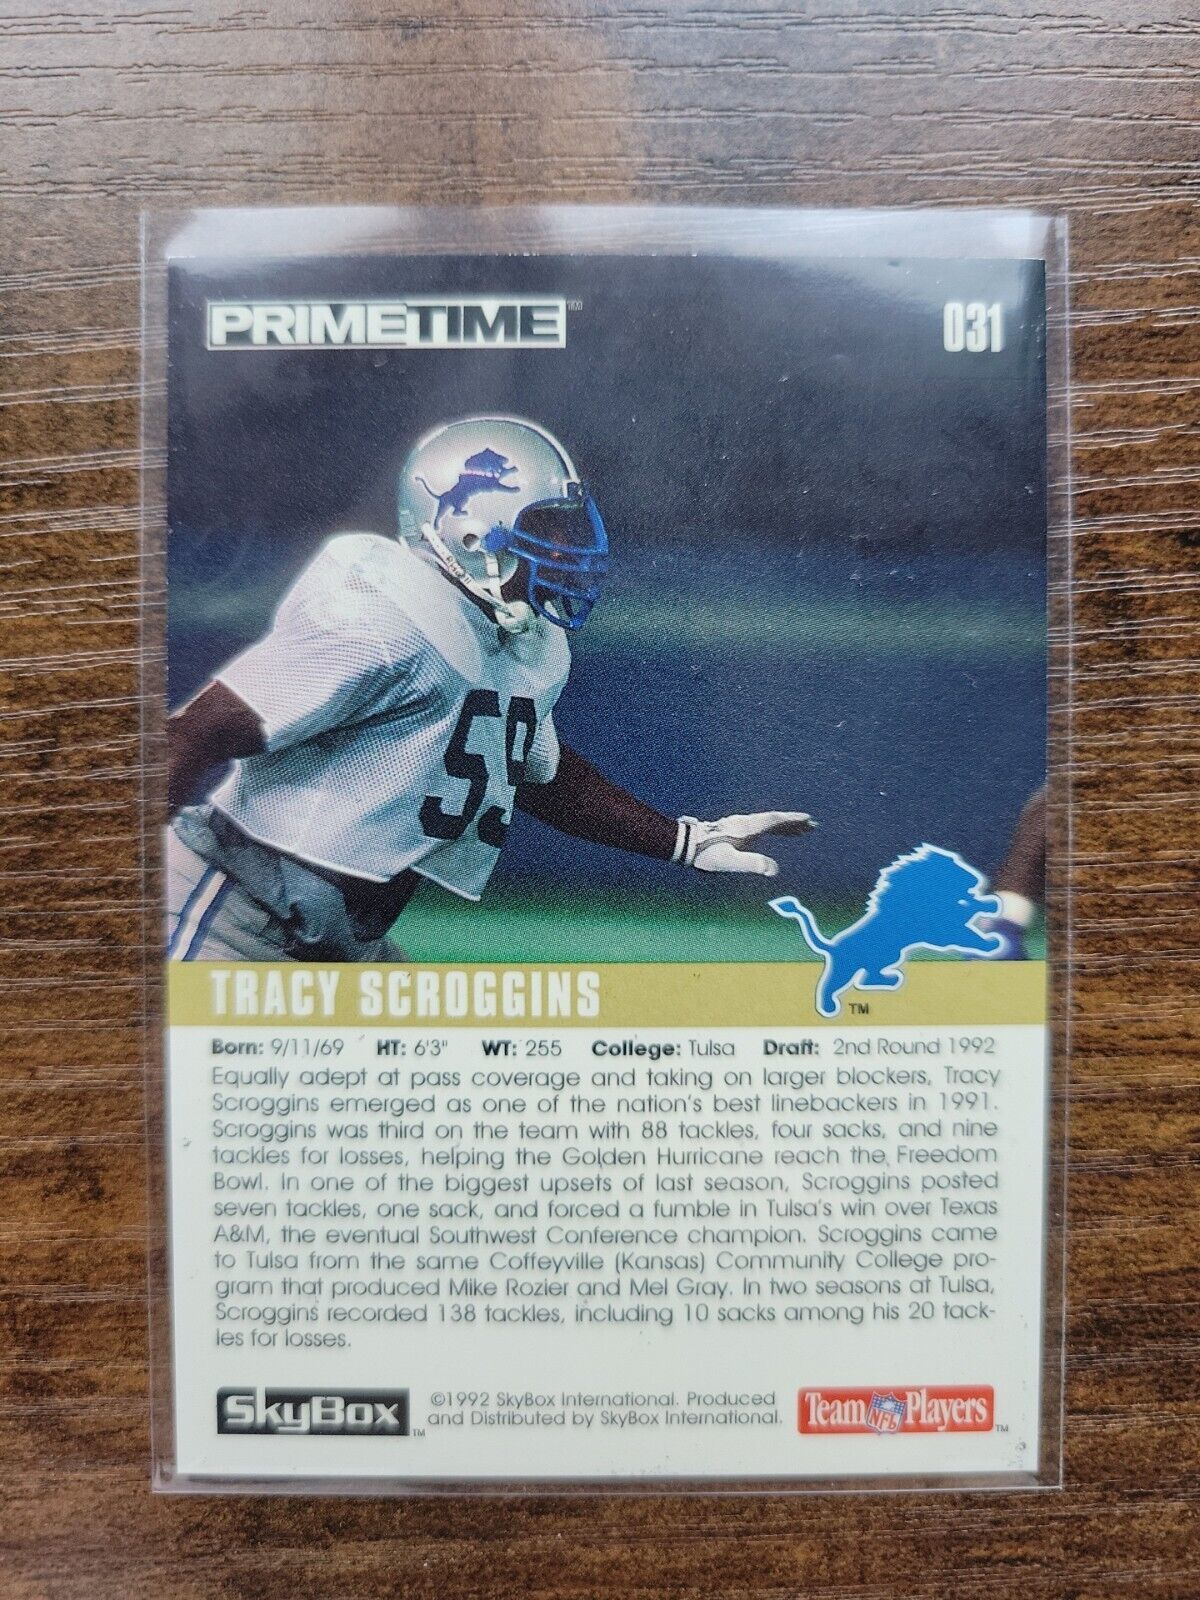 PRIMETIME™
031
59
TRACY SCROGGINS
™
Born: 9/11/69 HT: 6'3" WT: 255 College: Tulsa Draft: 2nd Round 1992
Equally adept at pass coverage and taking on larger blockers, Tracy
Scroggins emerged as one of the nation's best linebackers in 1991.
Scroggins was third on the team with 88 tackles, four sacks, and nine
tackles for losses, helping the Golden Hurricane reach the Freedom
Bowl. In one of the biggest upsets of last season, Scroggins posted
seven tackles, one sack, and forced a fumble in Tulsa's win over Texas
A&M, the eventual Southwest Conference champion. Scroggins came
to Tulsa from the same Coffeyville (Kansas) Community College pro-
gram that produced Mike Rozier and Mel Gray. In two seasons at Tulsa,
Scroggins recorded 138 tackles, including 10 sacks among his 20 tack-
les for losses.
SkyBox™
©1992 SkyBox International. Produced
and Distributed by SkyBox International.
Team NFL Players™